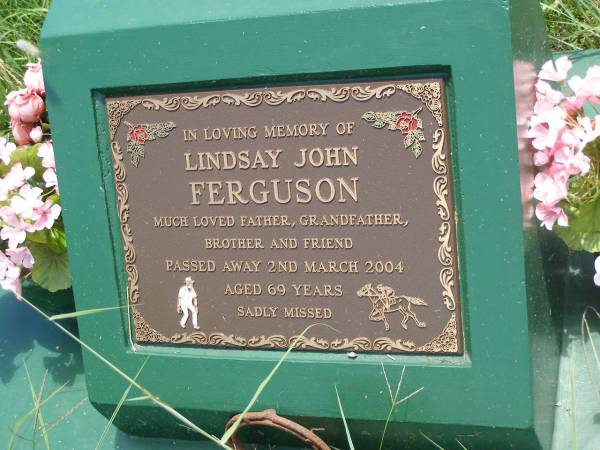 IN LOVING MEMORY OF
LINDSAY JOHN
FERGUSON
MUCH LOVED FATHER, GRANDFATHER,
BROTHER AND FRIEND
PASSED AWAY 2ND MARCH 2004
AGED 69 YEARS
SADLY MISSED